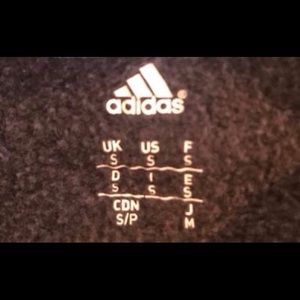 adidas
UK US F
S S S
D I E
S S S
CDN J
S/P M